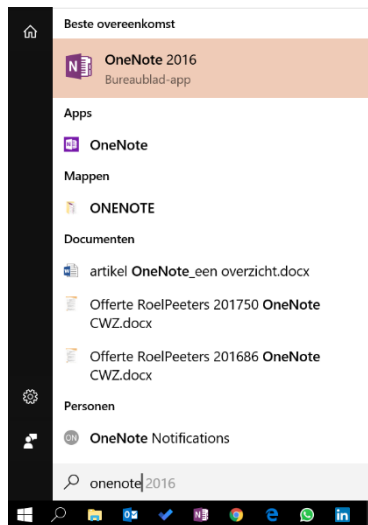 Beste overeenkomst
OneNote 2016
Bureaublad-app
Apps
OneNote
Mappen
ONENOTE
Documenten
artikel OneNote_een overzicht.docx
Offerte RoelPeeters 201750 OneNote
CWZ.docx
Offerte RoelPeeters 201686 OneNote
CWZ.docx
Personen
ON OneNote Notifications
onenote 2016